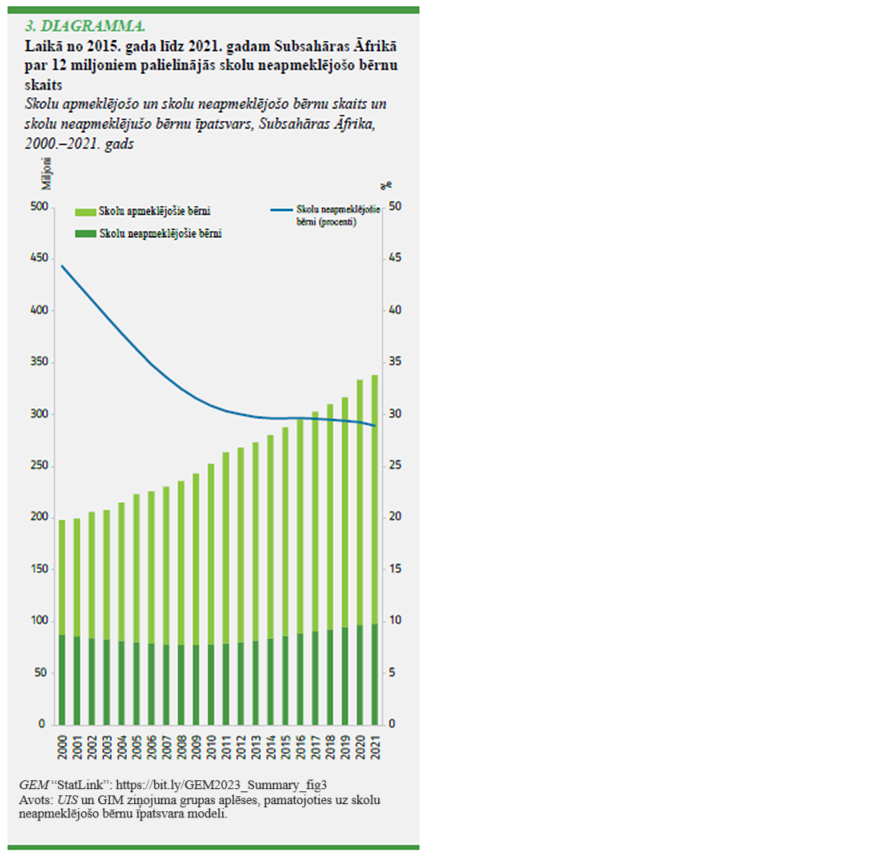 3. DIAGRAMMA.
Laikā no 2015. gada līdz 2021. gadam Subsahāras Āfrikā
par 12 miljoniem palielinājās skolu neapmeklējošo bērnu
skaits
Skolu apmeklējošo un skolu neapmeklējošo bērnu skaits un
skolu neapmeklējušo bērnu īpatsvars, Subsahāras Āfrika,
2000.–2021. gads
Miljoni
500
450
400
350
300
250
200
150
100
50
0
Skolu apmeklējošie bērni
Skolu neapmeklējošie bērni
Skolu neapmeklējošie
bērni (procenti)
50
45
40
35
30
25
20
15
10
5
0
2000 2001 2002 2003 2004 2005 2006 2007 2008 2009 2010 2011 2012 2013 2014 2015 2016 2017 2018 2019 2020 2021
GEM “StatLink”: https://bit.ly/GEM2023_Summary_fig3
Avots: UIS un GIM ziņojuma grupas aplēses, pamatojoties uz skolu
neapmeklējošo bērnu īpatsvara modeli.